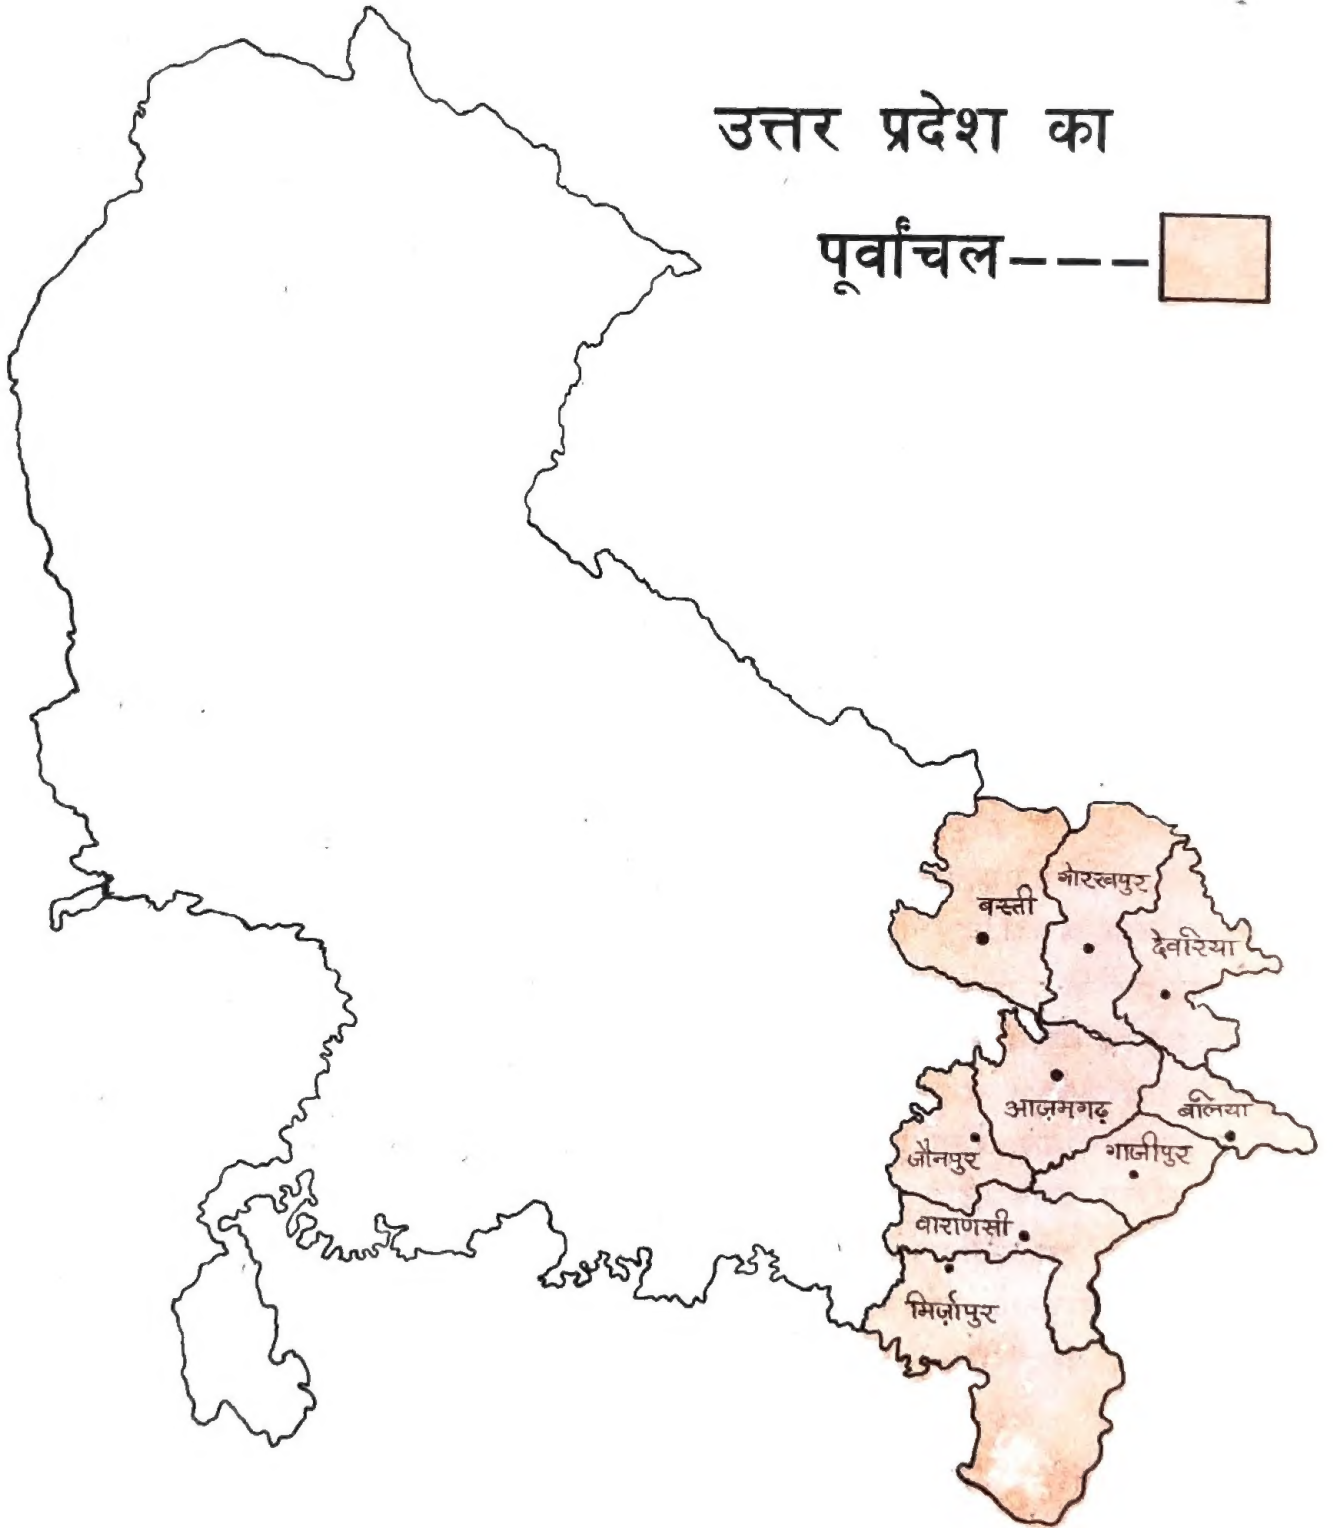 उत्तर प्रदेश का
पूर्वांचल---
गोरखपुर
बस्ती
देवरिया
आज़मगढ़
बलिया
गाजीपुर
जौनपुर
वाराणसी
मिर्ज़ापुर